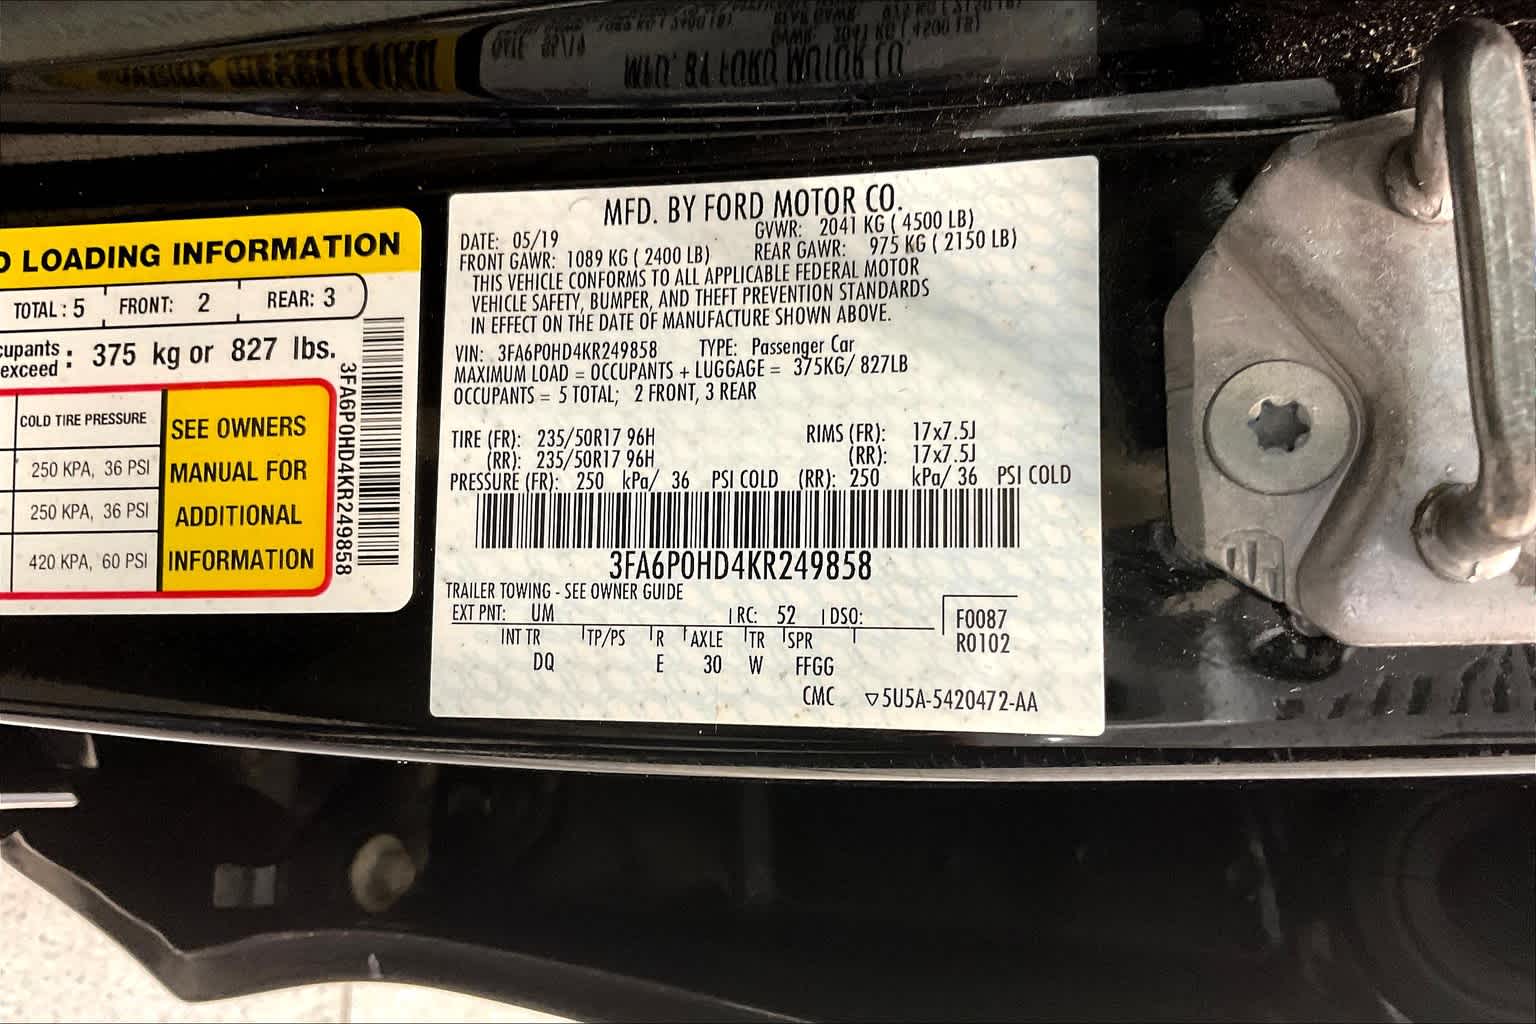 MFD. BY FORD MOTOR CO.
DATE: 05/19
GVWR: 2041 KG ( 4500 LB)
FRONT GAWR: 1089 KG ( 2400 LB)
REAR GAWR: 975 KG ( 2150 LB)
THIS VEHICLE CONFORMS TO ALL APPLICABLE FEDERAL MOTOR
VEHICLE SAFETY, BUMPER, AND THEFT PREVENTION STANDARDS
IN EFFECT ON THE DATE OF MANUFACTURE SHOWN ABOVE.
VIN: 3FA6P0HD4KR249858 TYPE: Passenger Car
MAXIMUM LOAD = OCCUPANTS + LUGGAGE = 375KG/ 827LB
OCCUPANTS = 5 TOTAL; 2 FRONT, 3 REAR
TIRE (FR): 235/50R17 96H RIMS (FR): 17x7.5J
(RR): 235/50R17 96H (RR): 17x7.5J
PRESSURE (FR): 250 kPa/ 36 PSI COLD (RR): 250 kPa/ 36 PSI COLD
3FA6P0HD4KR249858
TRAILER TOWING - SEE OWNER GUIDE
EXT PNT: UM RC: 52 DSO:
INT TR TP/PS R AXLE TR SPR
DQ E 30 W FFGG
F0087
R0102
CMC ▽5U5A-5420472-AA
LOADING INFORMATION
TOTAL : 5 FRONT: 2 REAR: 3
exceed : 375 kg or 827 lbs.
COLD TIRE PRESSURE
250 KPA, 36 PSI
250 KPA, 36 PSI
420 KPA, 60 PSI
SEE OWNERS
MANUAL FOR
ADDITIONAL
INFORMATION
3FA6P0HD4KR249858